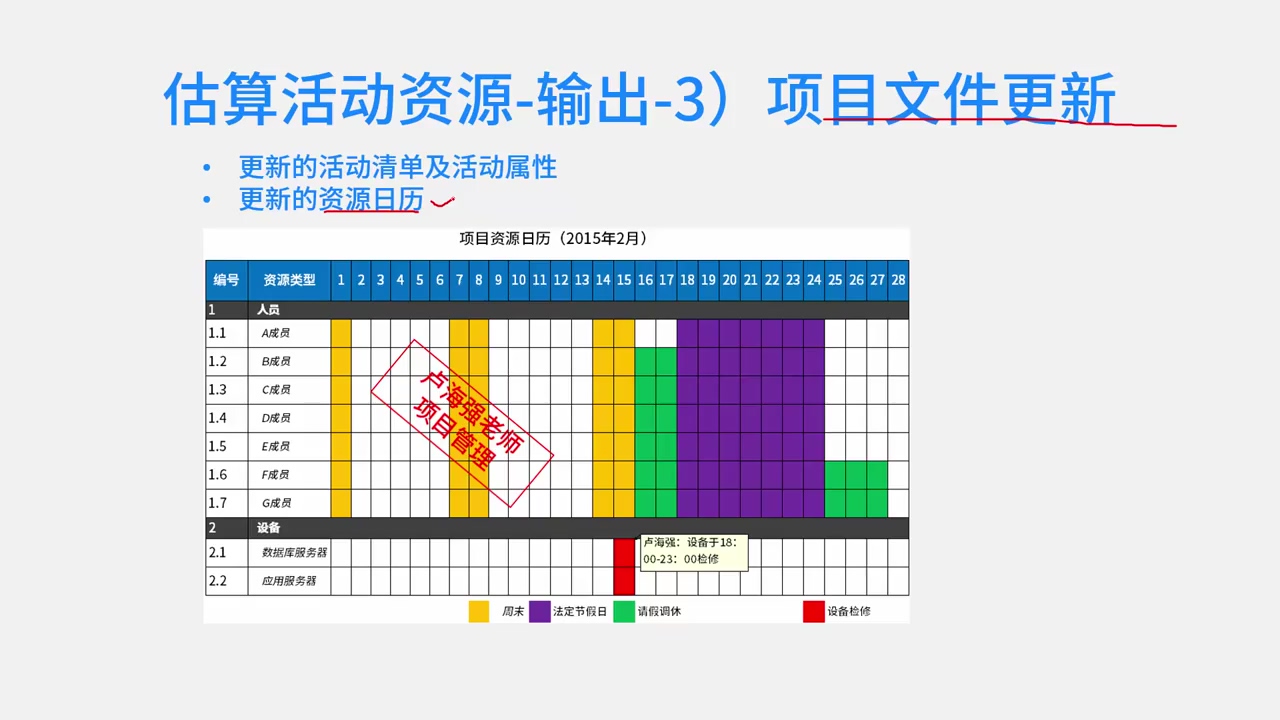 估算活动资源-输出-3）项目文件更新
• 更新的活动清单及活动属性
• 更新的资源日历
项目资源日历（2015年2月）
编号 资源类型 1 2 3 4 5 6 7 8 9 10 11 12 13 14 15 16 17 18 19 20 21 22 23 24 25 26 27 28
1 人员
1.1 A成员
1.2 B成员
1.3 C成员
1.4 D成员
1.5 E成员
1.6 F成员
1.7 G成员
卢海强老师
项目管理
2 设备
2.1 数据库服务器
2.2 应用服务器
卢海强：设备于18：
00-23：00检修
周末 法定节假日 请假调休 设备检修